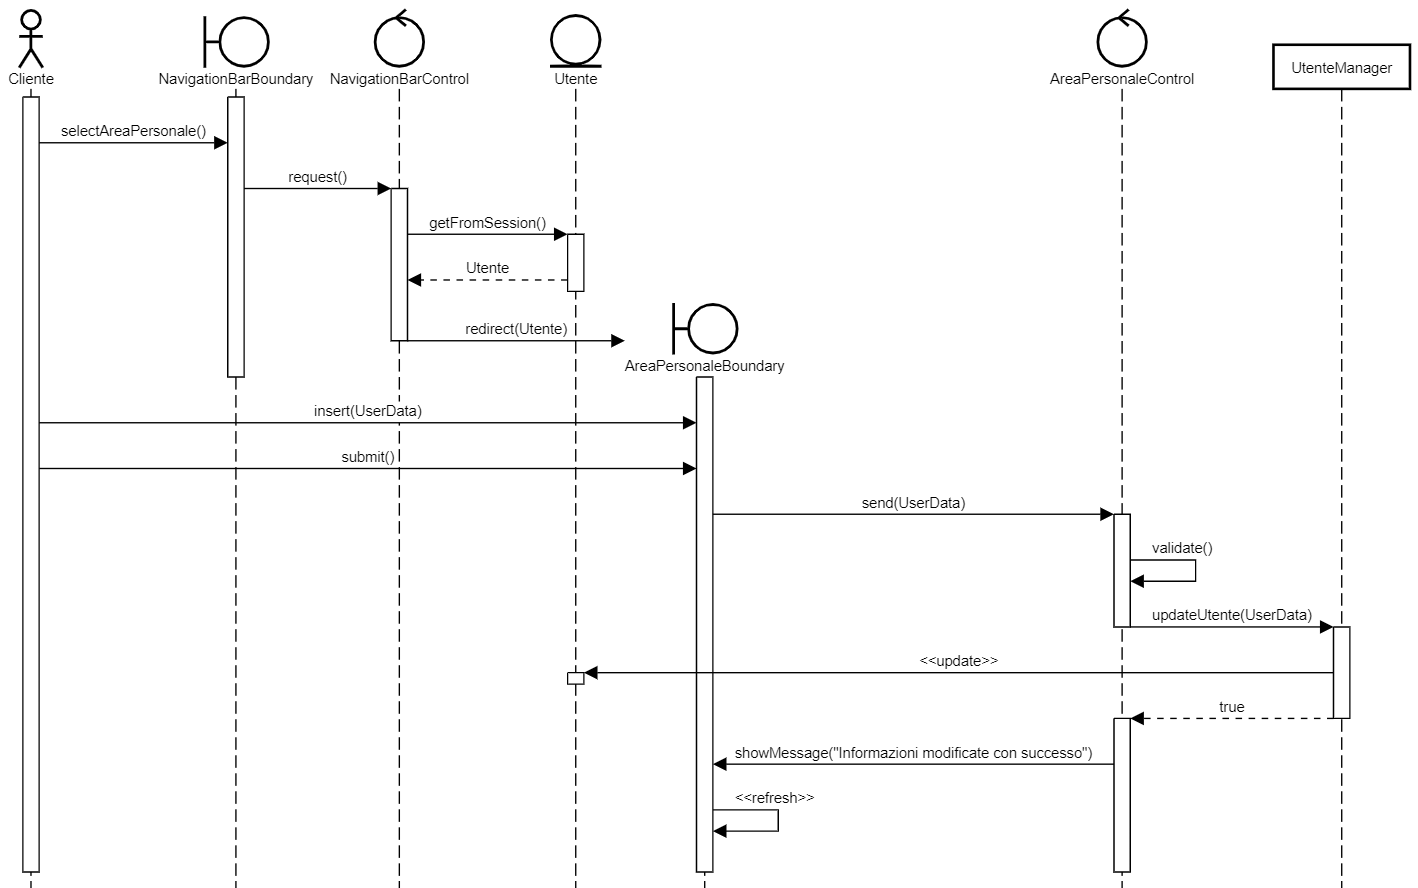 Cliente
NavigationBarBoundary
NavigationBarControl
Utente
AreaPersonaleControl
UtenteManager
selectAreaPersonale()
request()
getFromSession()
Utente
redirect(Utente)
AreaPersonaleBoundary
insert(UserData)
submit()
send(UserData)
validate()
updateUtente(UserData)
<<update>>
true
showMessage("Informazioni modificate con successo")
<<refresh>>